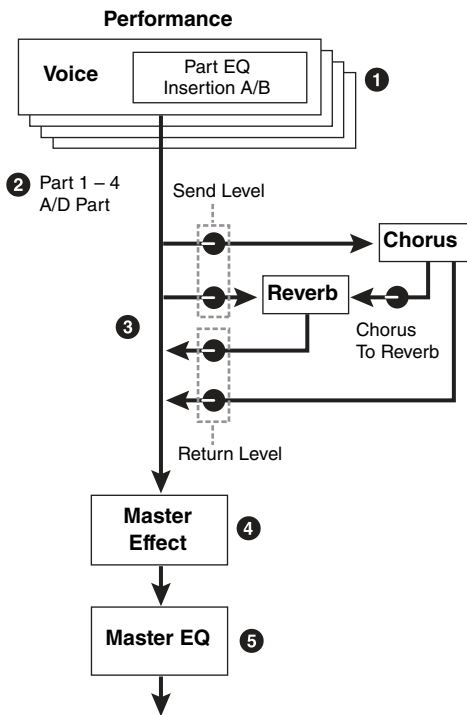 Performance
Voice
Part EQ
Insertion A/B
1
2 Part 1 – 4
A/D Part
Send Level
Chorus
Reverb
3
Chorus
To Reverb
Return Level
Master
Effect
4
Master EQ
5